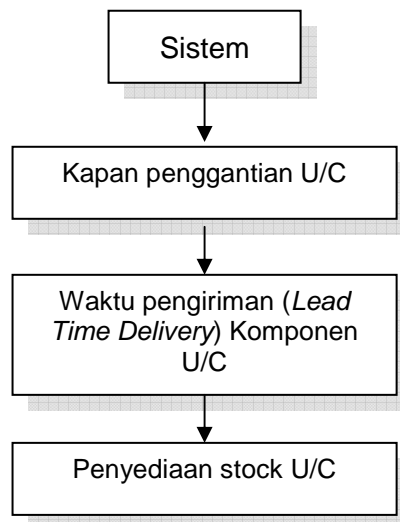 Sistem
Kapan penggantian U/C
Waktu pengiriman (Lead
Time Delivery) Komponen
U/C
Penyediaan stock U/C